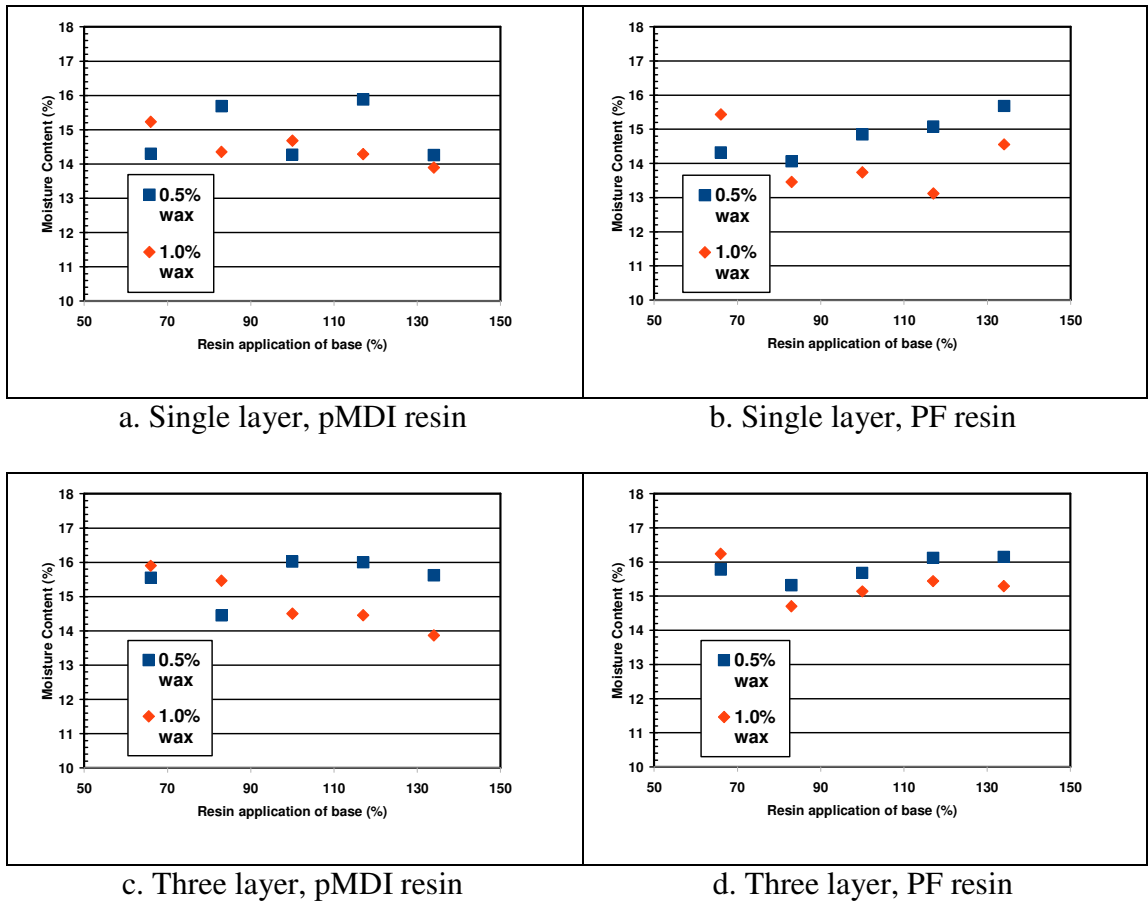 18
17
16
15
14
13
12
11
10
Moisture Content (%)
0.5%
wax
1.0%
wax
50 70 90 110 130 150
Resin application of base (%)
a. Single layer, pMDI resin
18
17
16
15
14
13
12
11
10
Moisture Content (%)
0.5%
wax
1.0%
wax
50 70 90 110 130 150
Resin application of base (%)
b. Single layer, PF resin
18
17
16
15
14
13
12
11
10
Moisture Content (%)
0.5%
wax
1.0%
wax
50 70 90 110 130 150
Resin application of base (%)
c. Three layer, pMDI resin
18
17
16
15
14
13
12
11
10
Moisture Content (%)
0.5%
wax
1.0%
wax
50 70 90 110 130 150
Resin application of base (%)
d. Three layer, PF resin